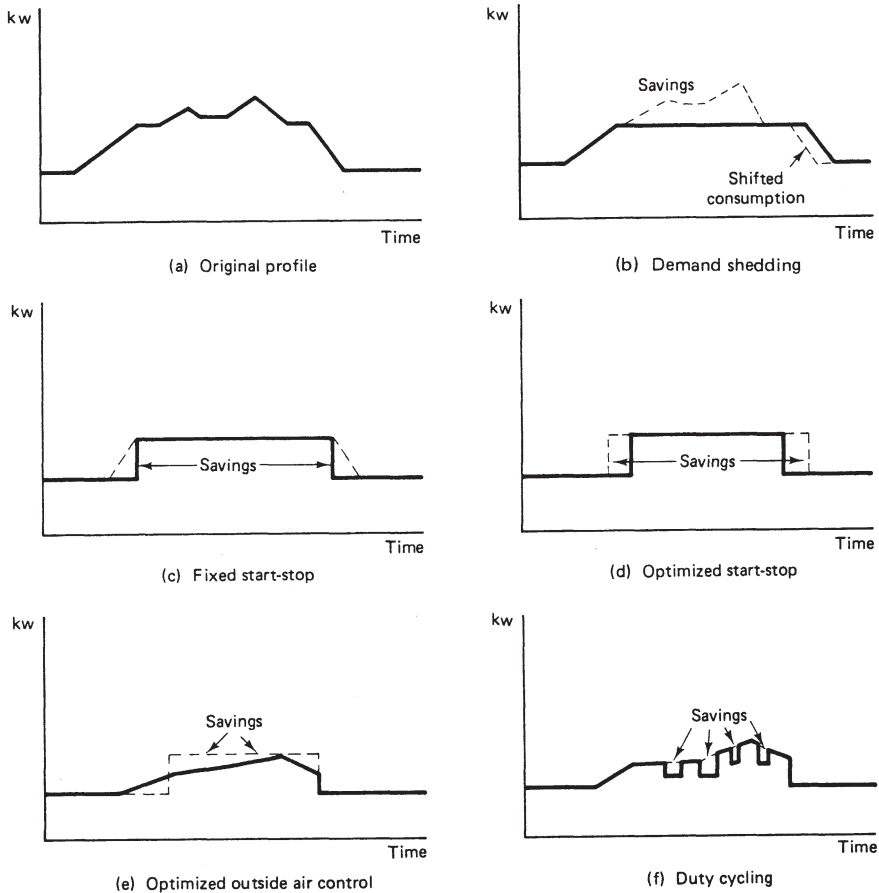 kw
Time
(a) Original profile
kw
Savings
Shifted
consumption
Time
(b) Demand shedding
kw
Savings
Time
(c) Fixed start-stop
kw
Savings
Time
(d) Optimized start-stop
kw
Savings
Time
(e) Optimized outside air control
kw
Savings
Time
(f) Duty cycling